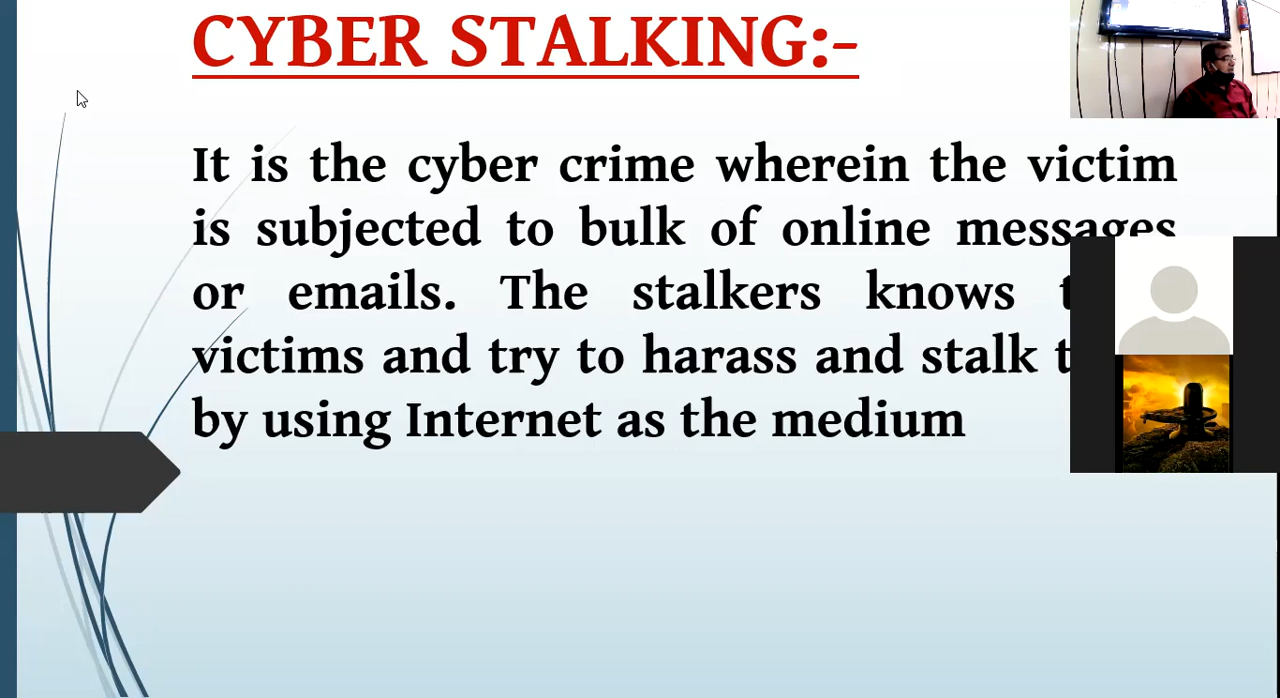 CYBER STALKING:-
It is the cyber crime wherein the victim
is subjected to bulk of online messages
or emails. The stalkers knows
victims and try to harass and stalk
by using Internet as the medium